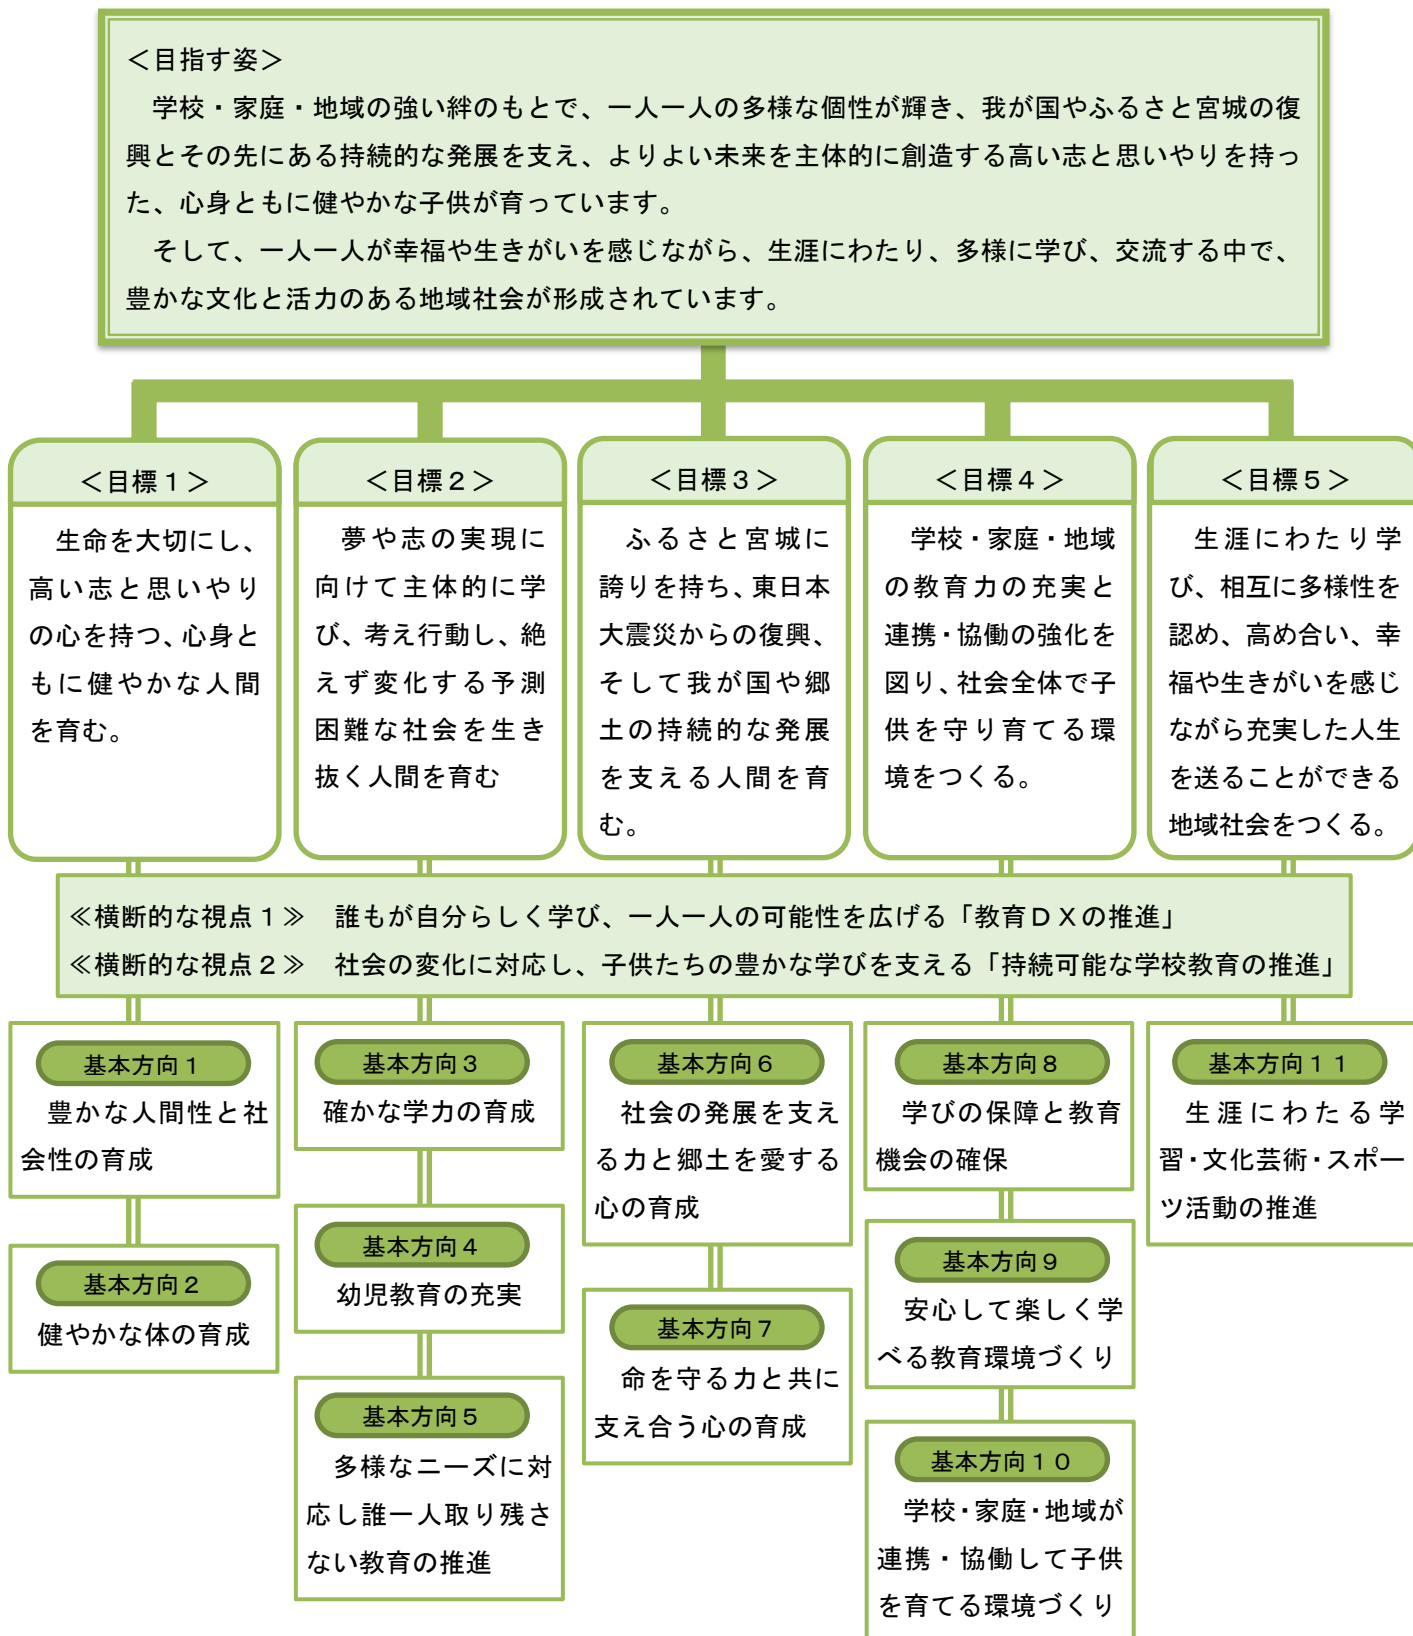 ＜目指す姿＞
学校・家庭・地域の強い絆のもとで、一人一人の多様な個性が輝き、我が国やふるさと宮城の復
興とその先にある持続的な発展を支え、よりよい未来を主体的に創造する高い志と思いやりを持っ
た、心身ともに健やかな子供が育っています。
そして、一人一人が幸福や生きがいを感じながら、生涯にわたり、多様に学び、交流する中で、
豊かな文化と活力のある地域社会が形成されています。
＜目標１＞
生命を大切にし、
高い志と思いやり
の心を持つ、心身と
もに健やかな人間
を育む。
＜目標２＞
夢や志の実現に
向けて主体的に学
び、考え行動し、絶
えず変化する予測
困難な社会を生き
抜く人間を育む
＜目標３＞
ふるさと宮城に
誇りを持ち、東日本
大震災からの復興、
そして我が国や郷
土の持続的な発展
を支える人間を育
む。
＜目標４＞
学校・家庭・地域
の教育力の充実と
連携・協働の強化を
図り、社会全体で子
供を守り育てる環
境をつくる。
＜目標５＞
生涯にわたり学
び、相互に多様性を
認め、高め合い、幸
福や生きがいを感じ
ながら充実した人生
を送ることができる
地域社会をつくる。
≪横断的な視点１≫　誰もが自分らしく学び、一人一人の可能性を広げる「教育ＤＸの推進」
≪横断的な視点２≫　社会の変化に対応し、子供たちの豊かな学びを支える「持続可能な学校教育の推進」
基本方向１
豊かな人間性と社
会性の育成
基本方向２
健やかな体の育成
基本方向３
確かな学力の育成
基本方向４
幼児教育の充実
基本方向５
多様なニーズに対
応し誰一人取り残さ
ない教育の推進
基本方向６
社会の発展を支え
る力と郷土を愛する
心の育成
基本方向７
命を守る力と共に
支え合う心の育成
基本方向８
学びの保障と教育
機会の確保
基本方向９
安心して楽しく学
べる教育環境づくり
基本方向１０
学校・家庭・地域が
連携・協働して子供
を育てる環境づくり
基本方向１１
生涯にわたる学
習・文化芸術・スポー
ツ活動の推進